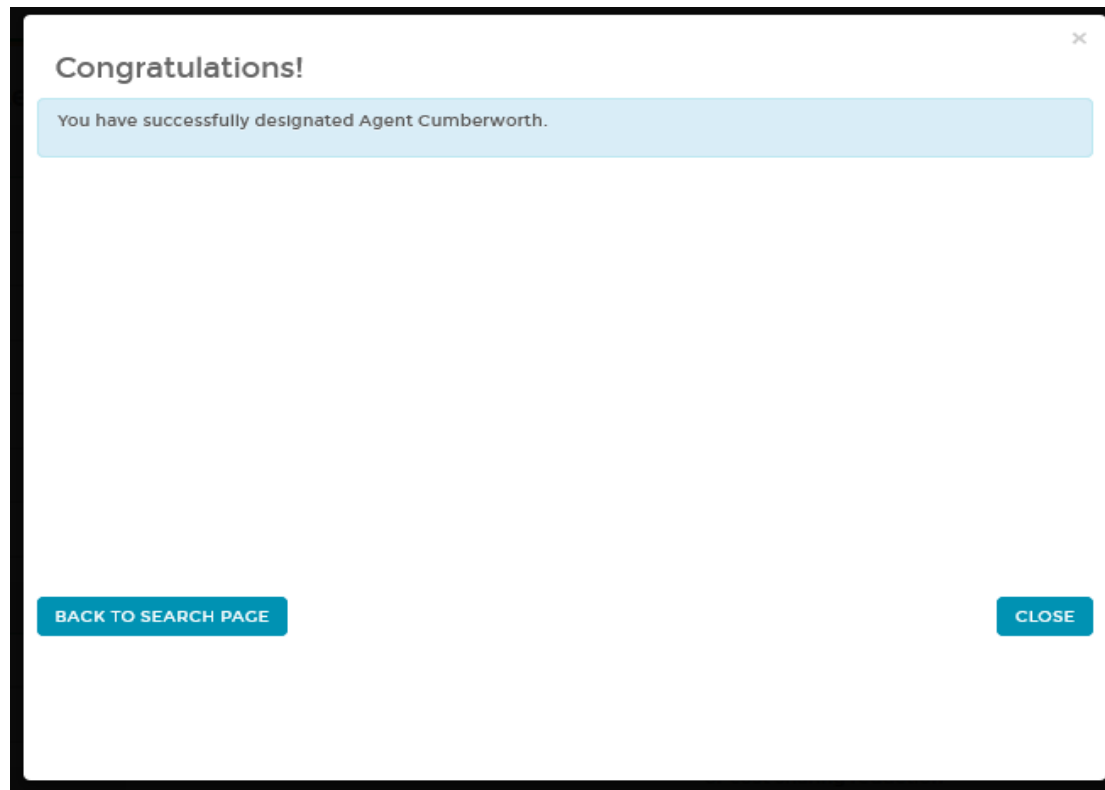 ×
Congratulations!
You have successfully designated Agent Cumberworth.
BACK TO SEARCH PAGE
CLOSE